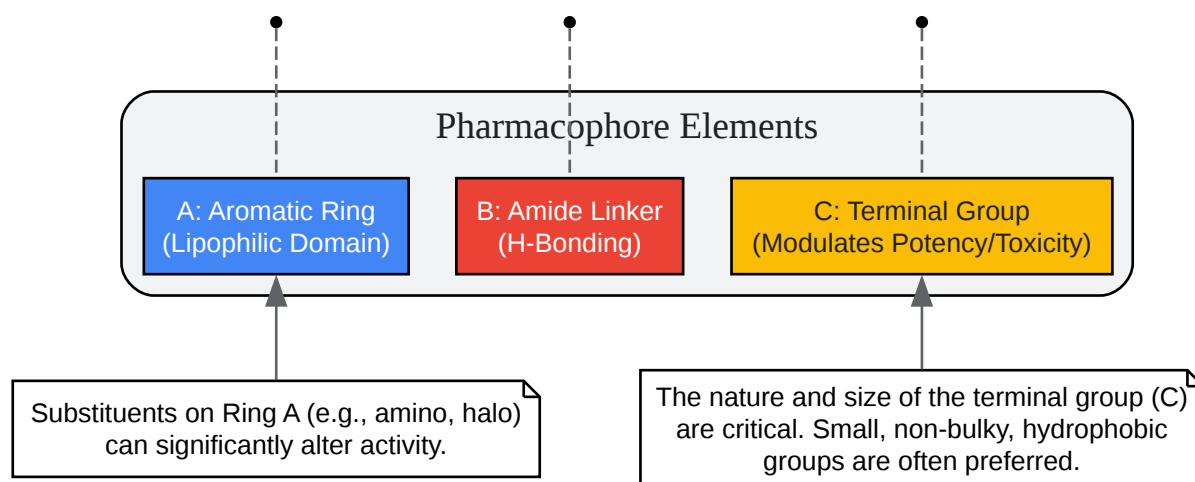 Pharmacophore Elements
A: Aromatic Ring
(Lipophilic Domain)
B: Amide Linker
(H-Bonding)
C: Terminal Group
(Modulates Potency/Toxicity)
Substituents on Ring A (e.g., amino, halo)
can significantly alter activity.
The nature and size of the terminal group (C)
are critical. Small, non-bulky, hydrophobic
groups are often preferred.